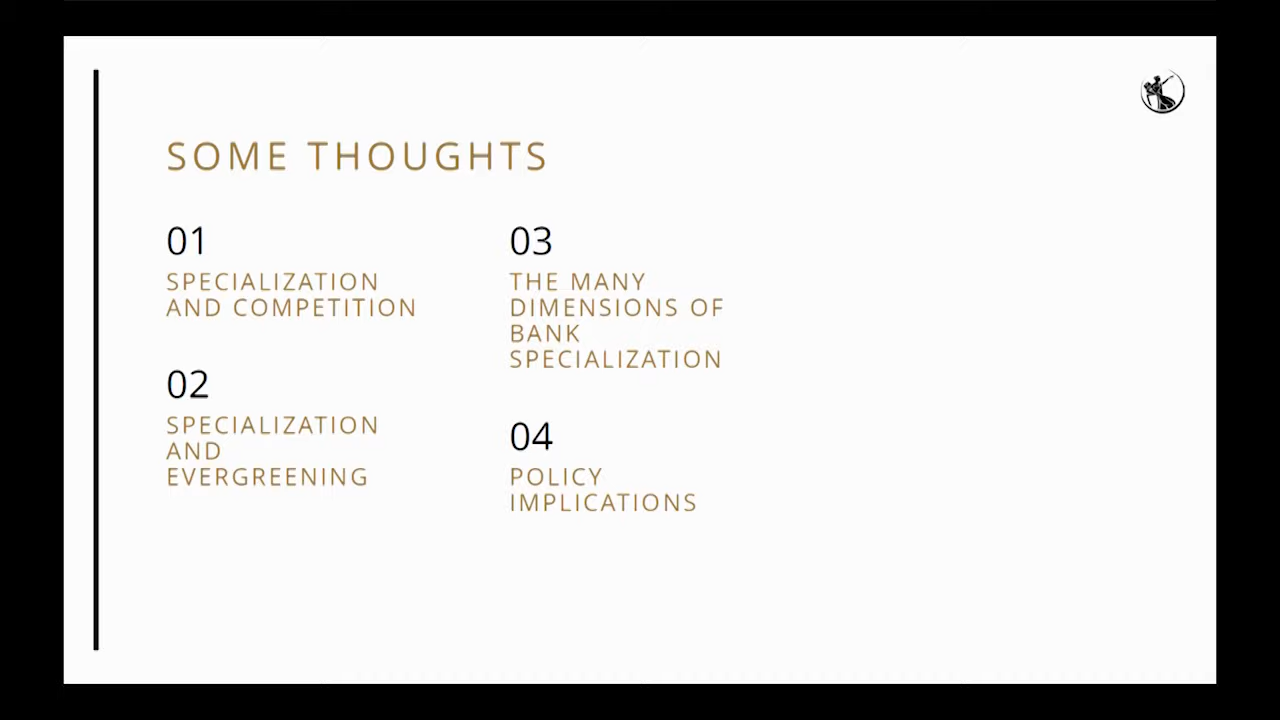 SOME THOUGHTS
01
SPECIALIZATION
AND COMPETITION
02
SPECIALIZATION
AND
EVERGREENING
03
THE MANY
DIMENSIONS OF
BANK
SPECIALIZATION
04
POLICY
IMPLICATIONS